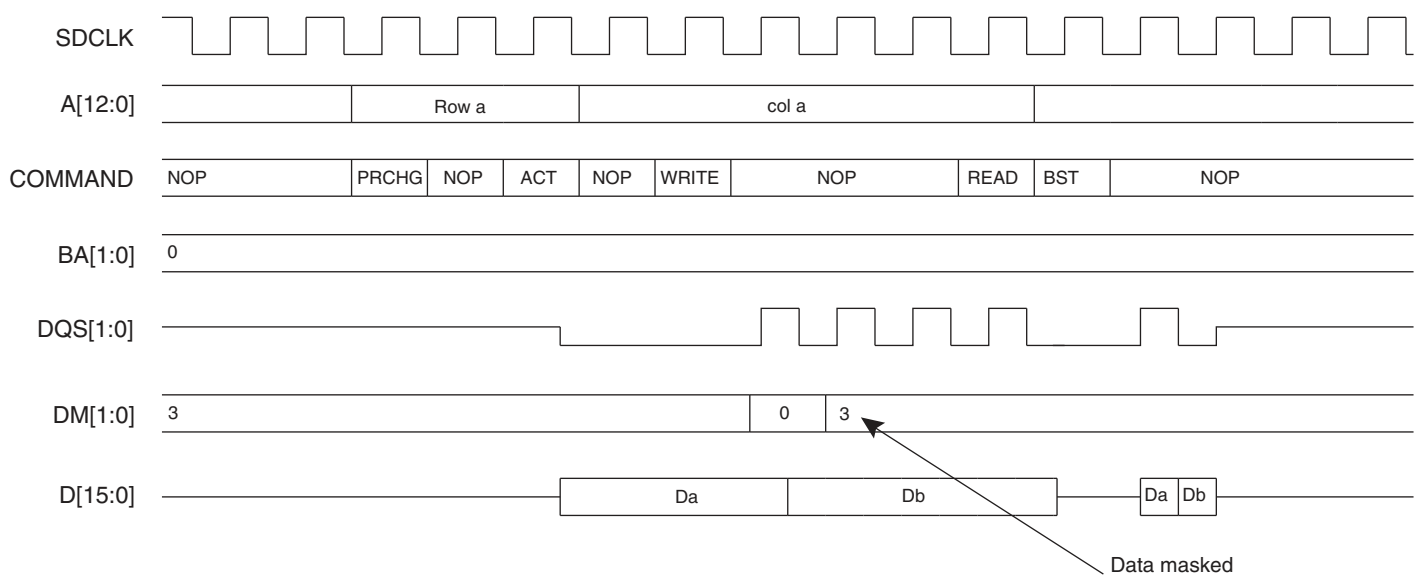 SDCLK
A[12:0] Row a col a
COMMAND NOP PRCHG NOP ACT NOP WRITE NOP READ BST NOP
BA[1:0] 0
DQS[1:0]
DM[1:0] 3 0 3
D[15:0] Da Db Da Db
Data masked